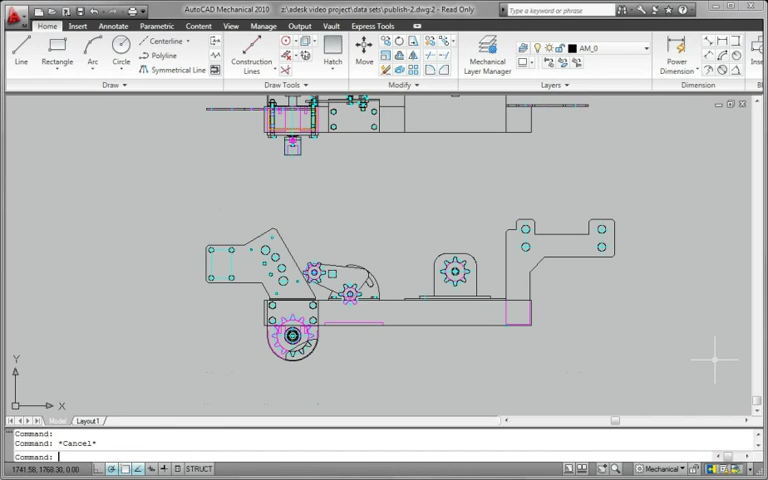 AutoCAD Mechanical 2010 - [z:\adesk video project\data sets\publish-2.dwg:2 - Read Only
Type a keyword or phrase
Home Insert Annotate Parametric Content View Manage Output Vault Express Tools
Line Rectangle Arc Circle
Centerline
Polyline
Symmetrical Line
Construction Lines
Hatch
Move
Mechanical Layer Manager
AM_0
Power Dimension
Inse
Draw Draw Tools Modify Layers Dimension
Y
X
Model Layout1
Command:
Command: *Cancel*
Command:
1741.58, 1768.30, 0.00 STRUCT Mechanical